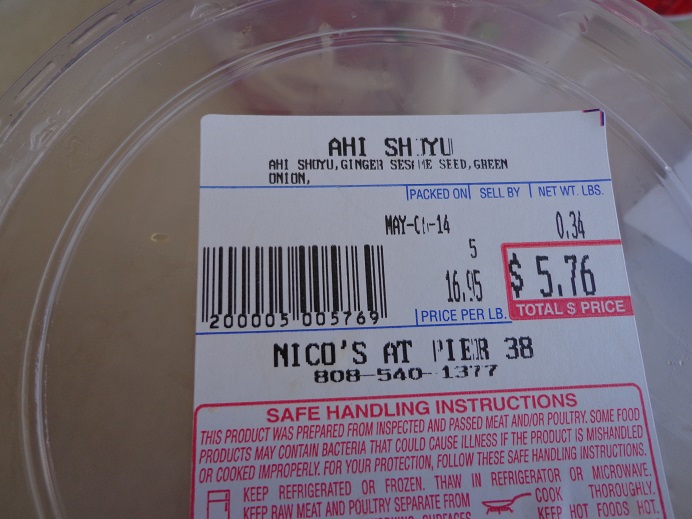 AHI SHOYU
AHI SHOYU, GINGER SESAME SEED, GREEN
ONION,
PACKED ON SELL BY NET WT. LBS.
0.34
5
16.95 $ 5.76
PRICE PER LB. TOTAL $ PRICE
200005 005769
NICO'S AT PIER 38
808-540-1377
SAFE HANDLING INSTRUCTIONS
THIS PRODUCT WAS PREPARED FROM INSPECTED AND PASSED MEAT AND/OR POULTRY. SOME FOOD
PRODUCTS MAY CONTAIN BACTERIA THAT COULD CAUSE ILLNESS IF THE PRODUCT IS MISHANDLED
OR COOKED IMPROPERLY. FOR YOUR PROTECTION, FOLLOW THESE SAFE HANDLING INSTRUCTIONS.
KEEP REFRIGERATED OR FROZEN. THAW IN REFRIGERATOR OR MICROWAVE.
KEEP RAW MEAT AND POULTRY SEPARATE FROM COOK THOROUGHLY.
KEEP HOT FOODS HOT.